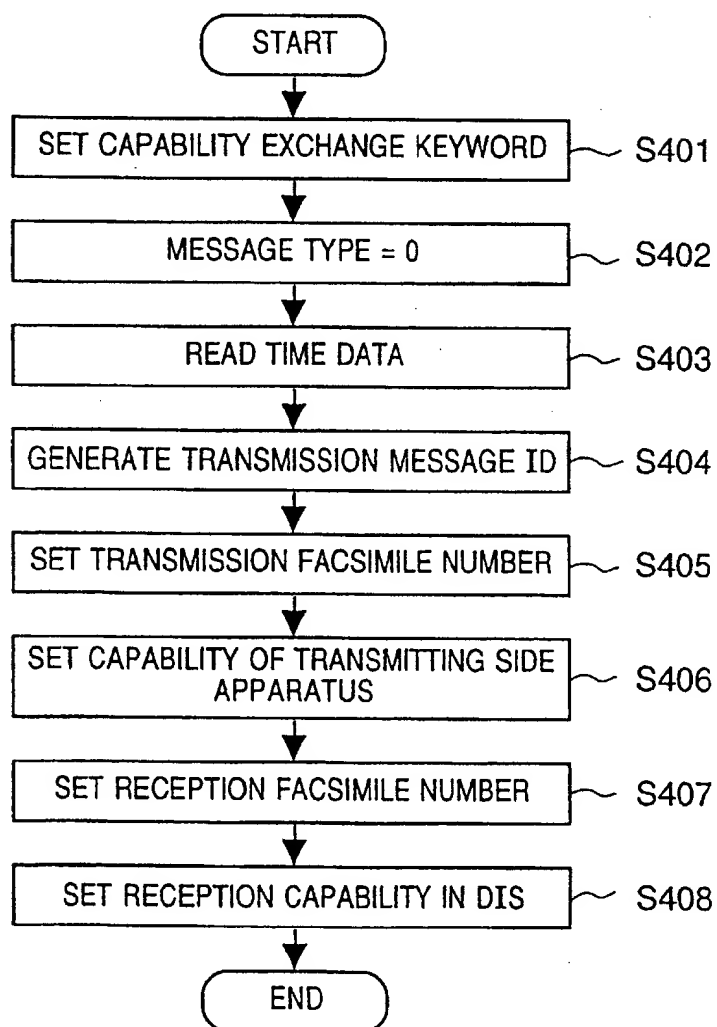 START
SET CAPABILITY EXCHANGE KEYWORD S401
MESSAGE TYPE = 0 S402
READ TIME DATA S403
GENERATE TRANSMISSION MESSAGE ID S404
SET TRANSMISSION FACSIMILE NUMBER S405
SET CAPABILITY OF TRANSMITTING SIDE
APPARATUS S406
SET RECEPTION FACSIMILE NUMBER S407
SET RECEPTION CAPABILITY IN DIS S408
END